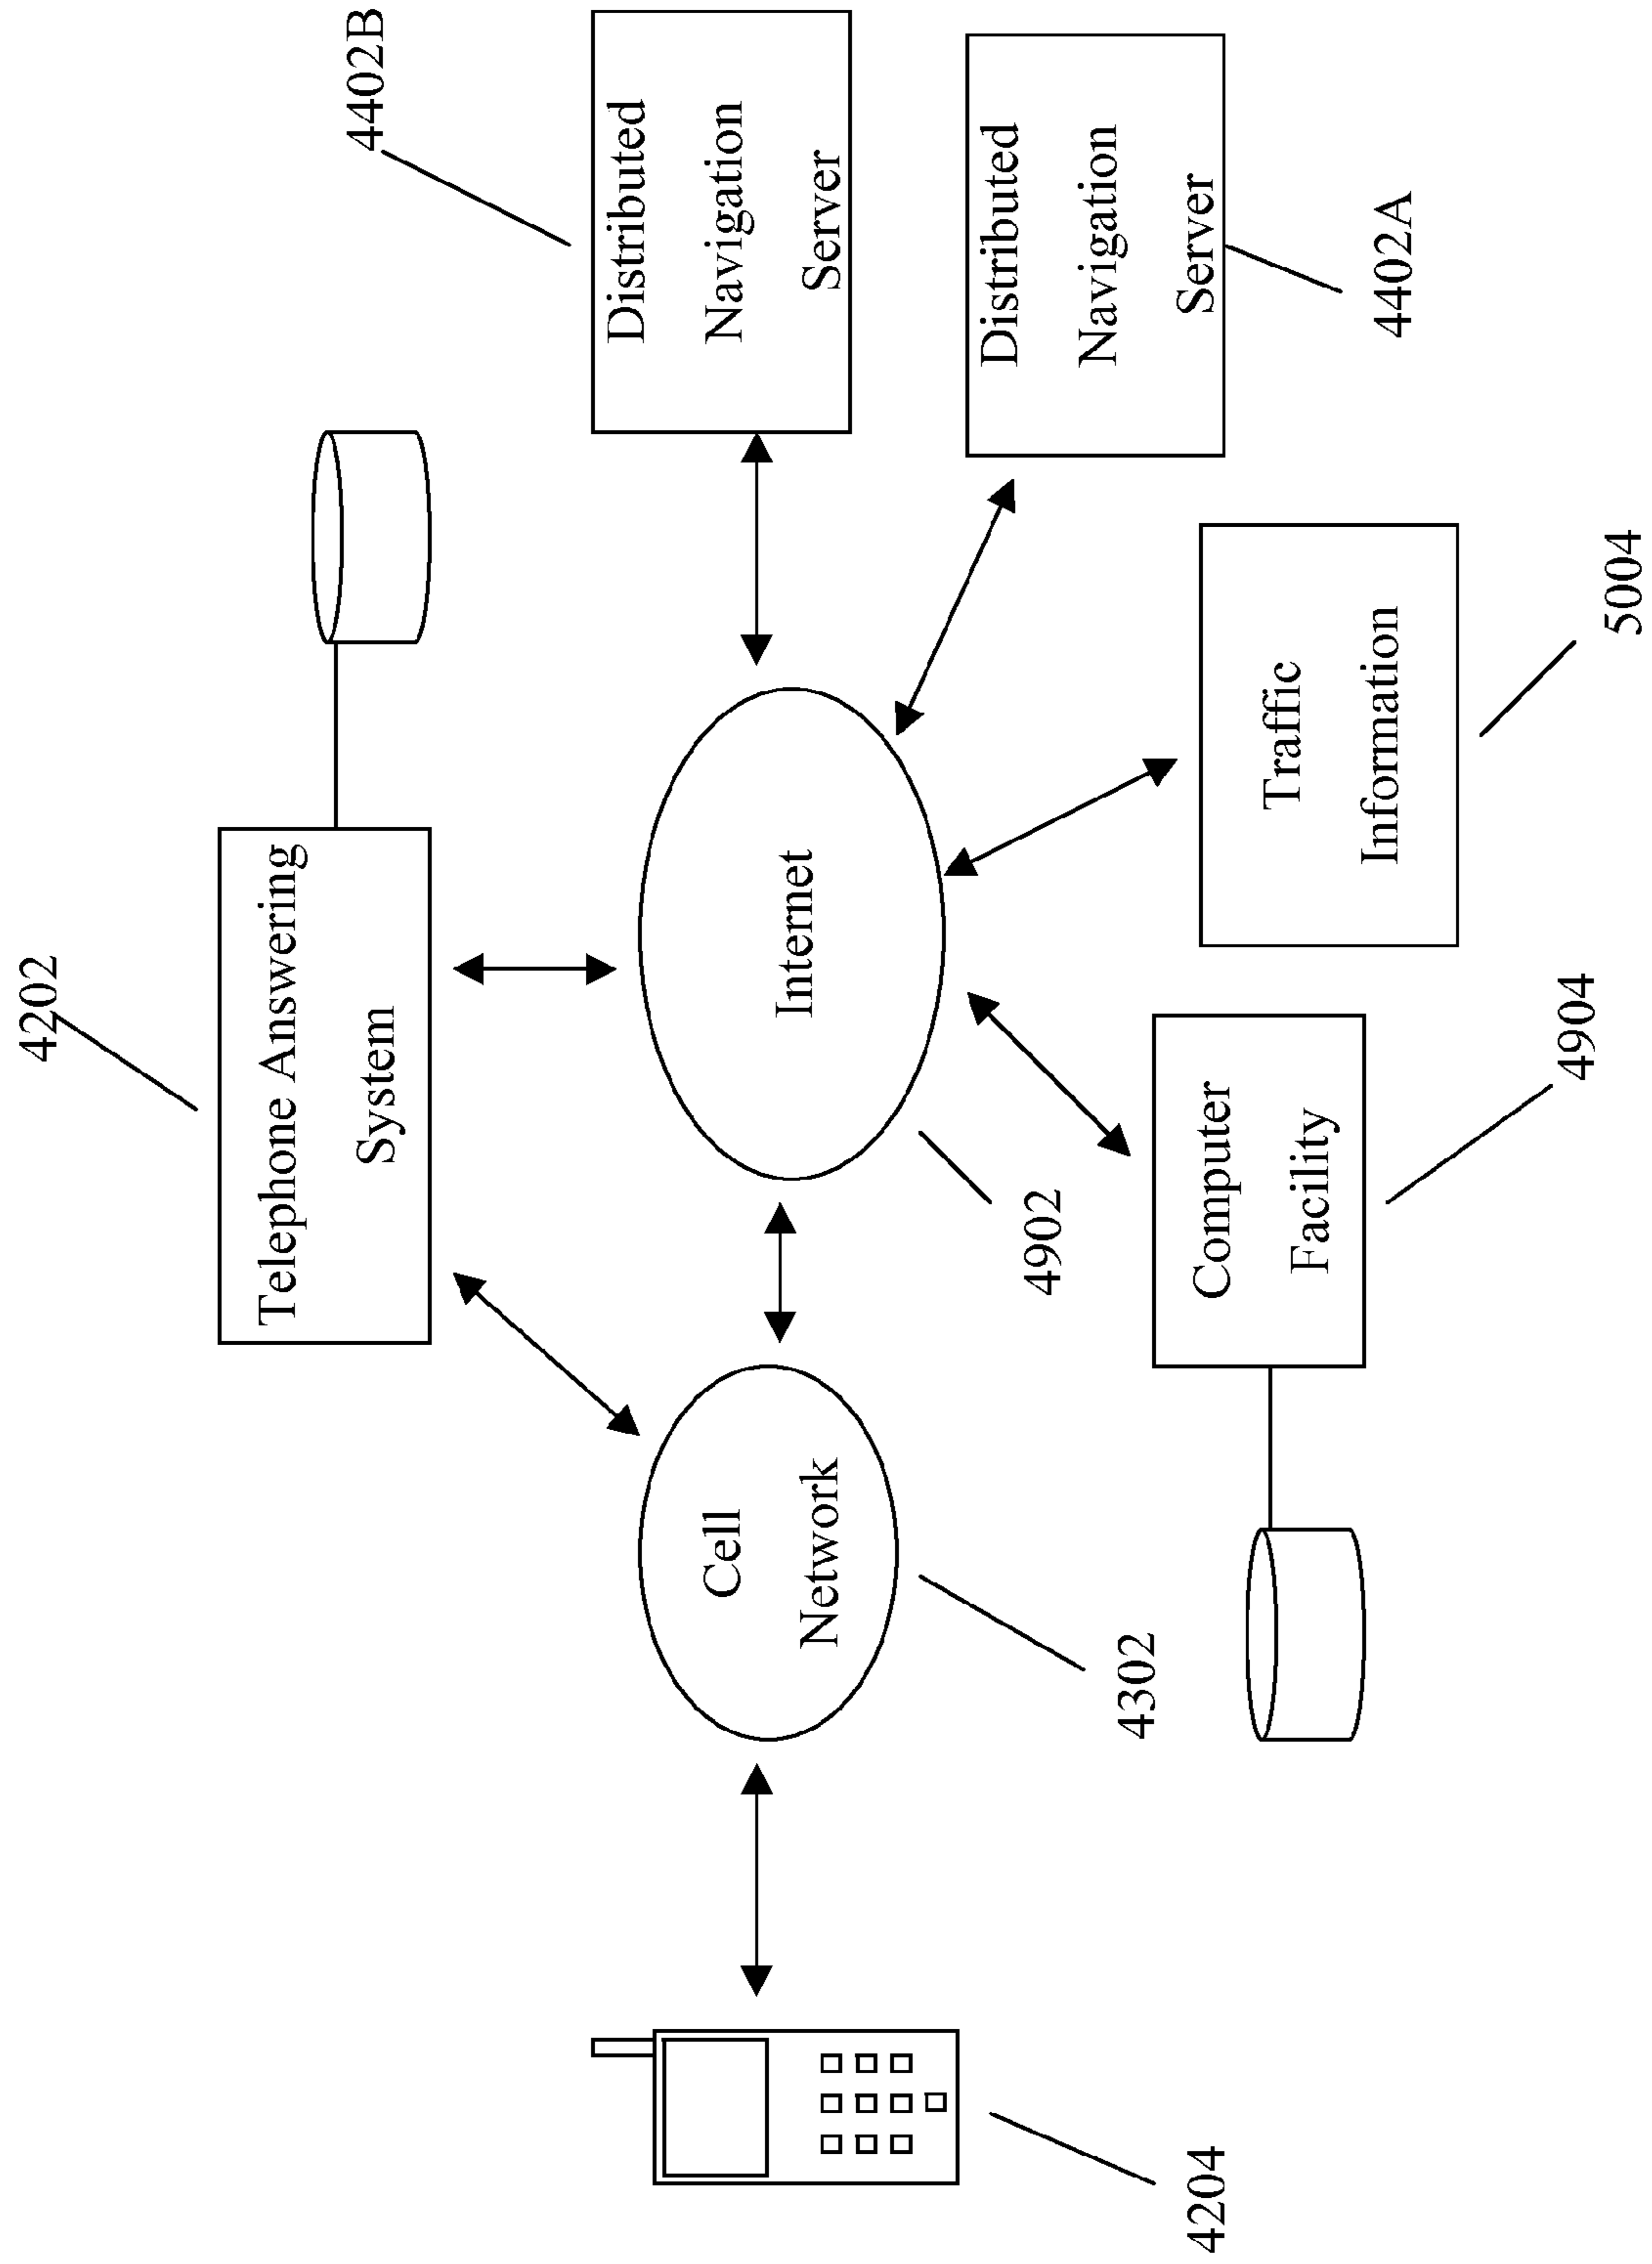 4202
Telephone Answering
System
4402B
Distributed
Navigation
Server
Internet
Cell
Network
4204
4302
4902
Distributed
Navigation
Server
4402A
Computer
Facility
4904
Traffic
Information
5004